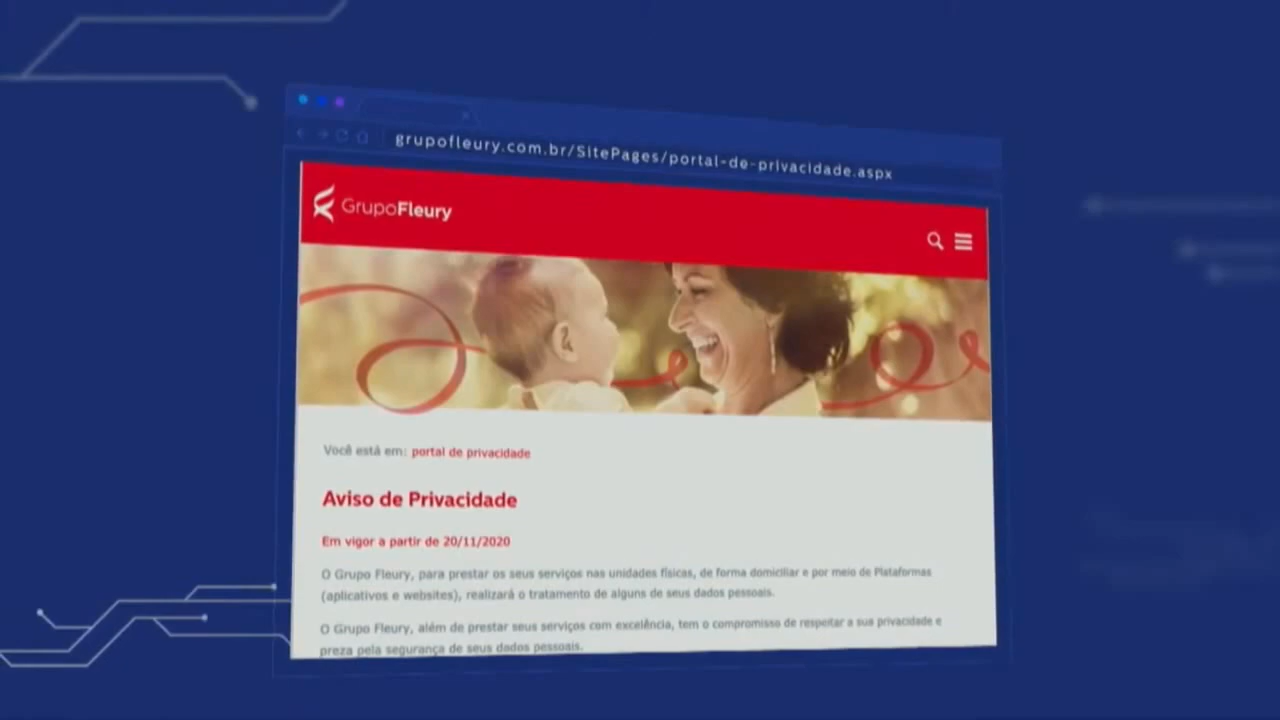 grupofleury.com.br/SitePages/portal-de-privacidade.aspx
GrupoFleury
Você está em: portal de privacidade
Aviso de Privacidade
Em vigor a partir de 20/11/2020
O Grupo Fleury, para prestar os seus serviços nas unidades físicas, de forma domiciliar e por meio de Plataformas
(aplicativos e websites), realizará o tratamento de alguns de seus dados pessoais.
O Grupo Fleury, além de prestar seus serviços com excelência, tem o compromisso de respeitar a sua privacidade e
preza pela segurança de seus dados pessoais.